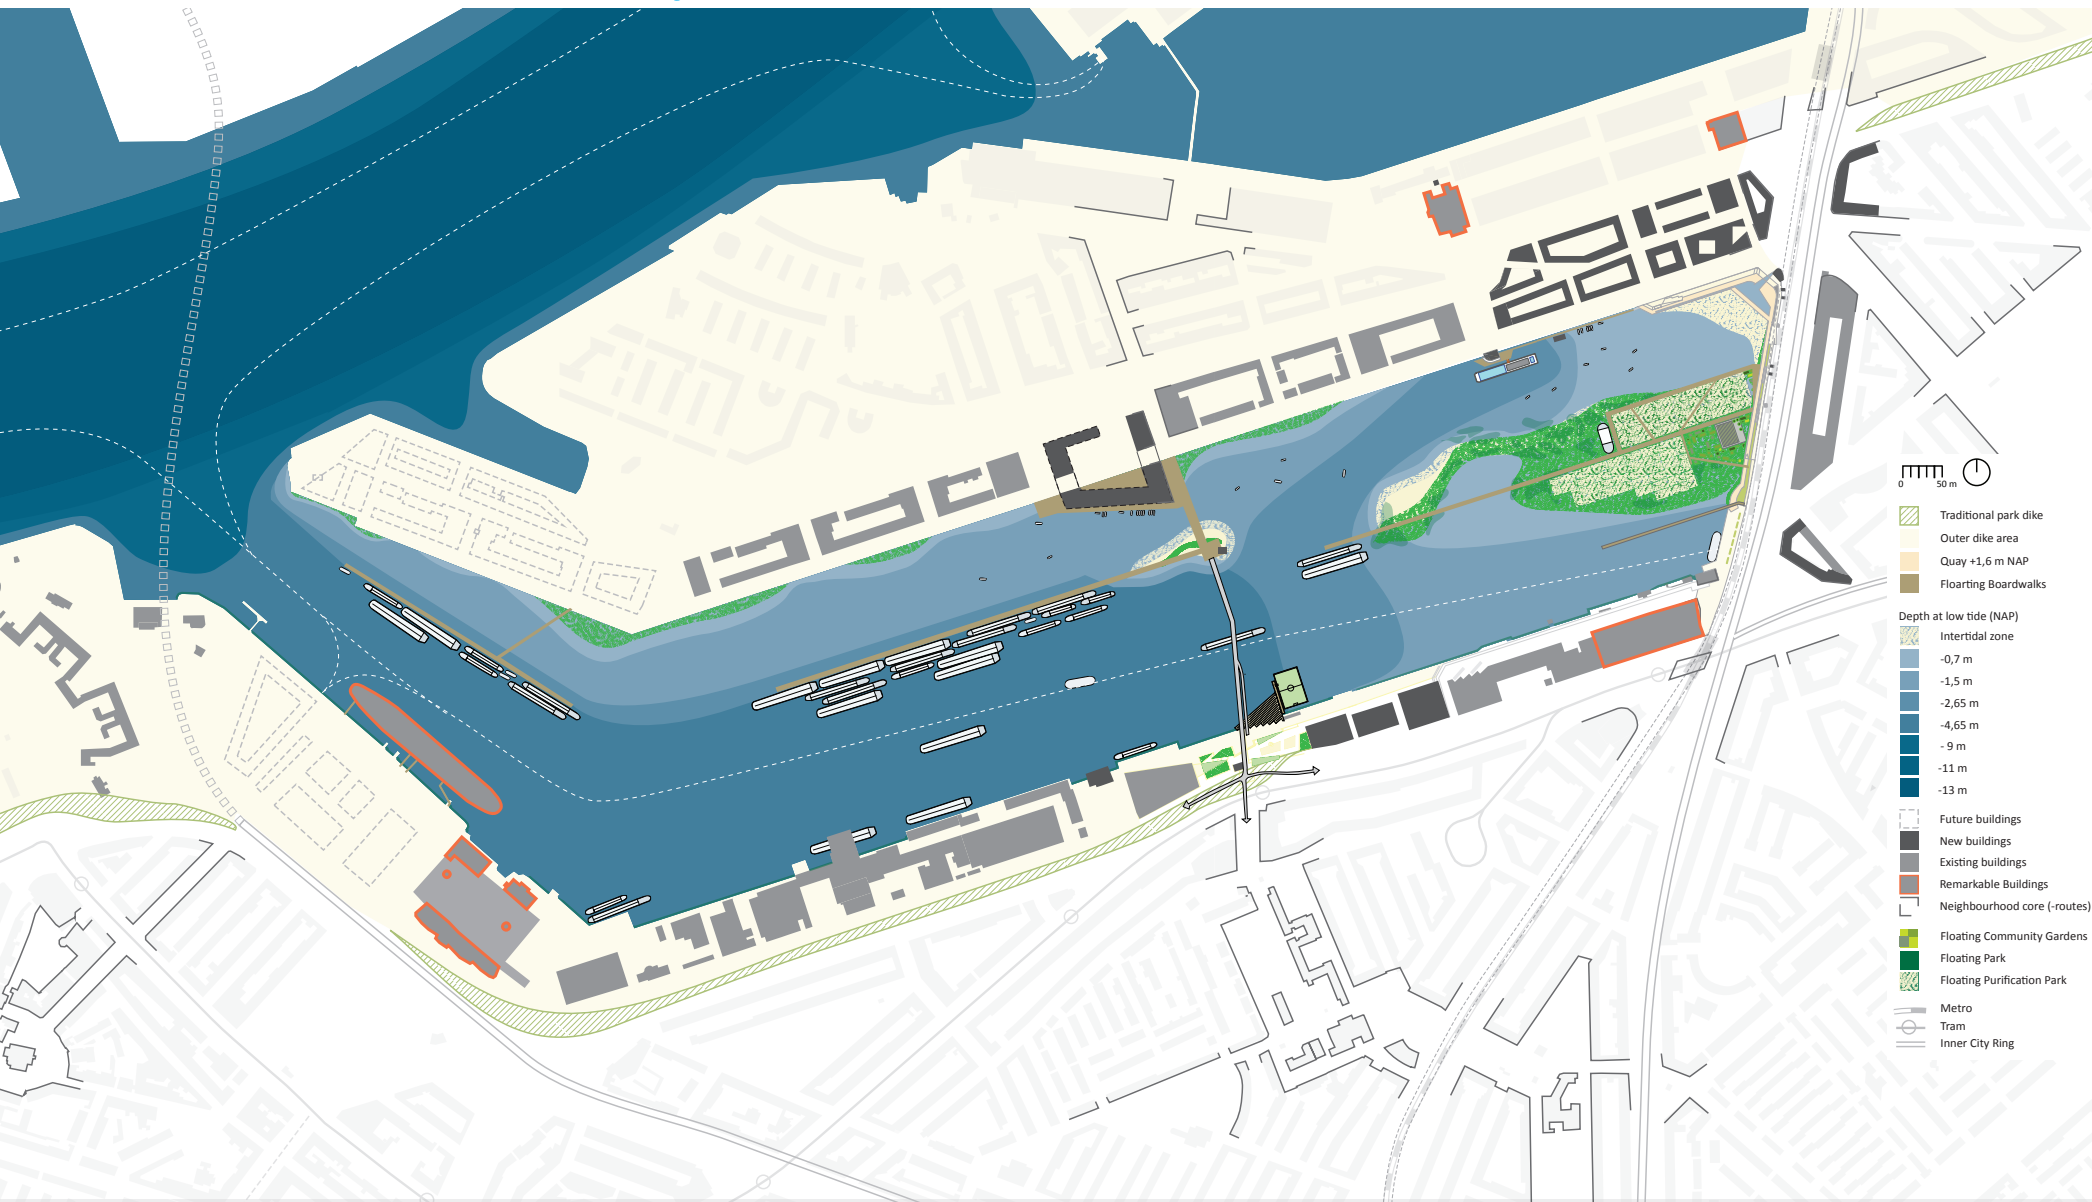 0 50 m
Traditional park dike
Outer dike area
Quay +1,6 m NAP
Floarting Boardwalks
Depth at low tide (NAP)
Intertidal zone
-0,7 m
-1,5 m
-2,65 m
-4,65 m
- 9 m
-11 m
-13 m
Future buildings
New buildings
Existing buildings
Remarkable Buildings
Neighbourhood core (-routes)
Floating Community Gardens
Floating Park
Floating Purification Park
Metro
Tram
Inner City Ring